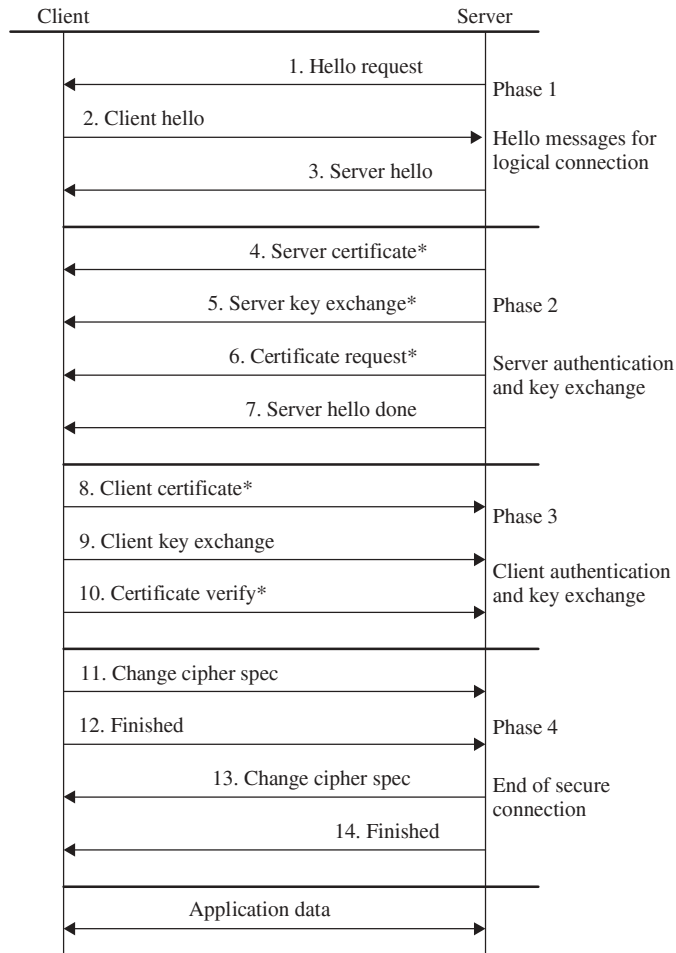 Client
Server
1. Hello request
Phase 1
2. Client hello
Hello messages for
logical connection
3. Server hello
4. Server certificate*
5. Server key exchange*
Phase 2
6. Certificate request*
Server authentication
and key exchange
7. Server hello done
8. Client certificate*
Phase 3
9. Client key exchange
Client authentication
and key exchange
10. Certificate verify*
11. Change cipher spec
12. Finished
Phase 4
13. Change cipher spec
End of secure
connection
14. Finished
Application data